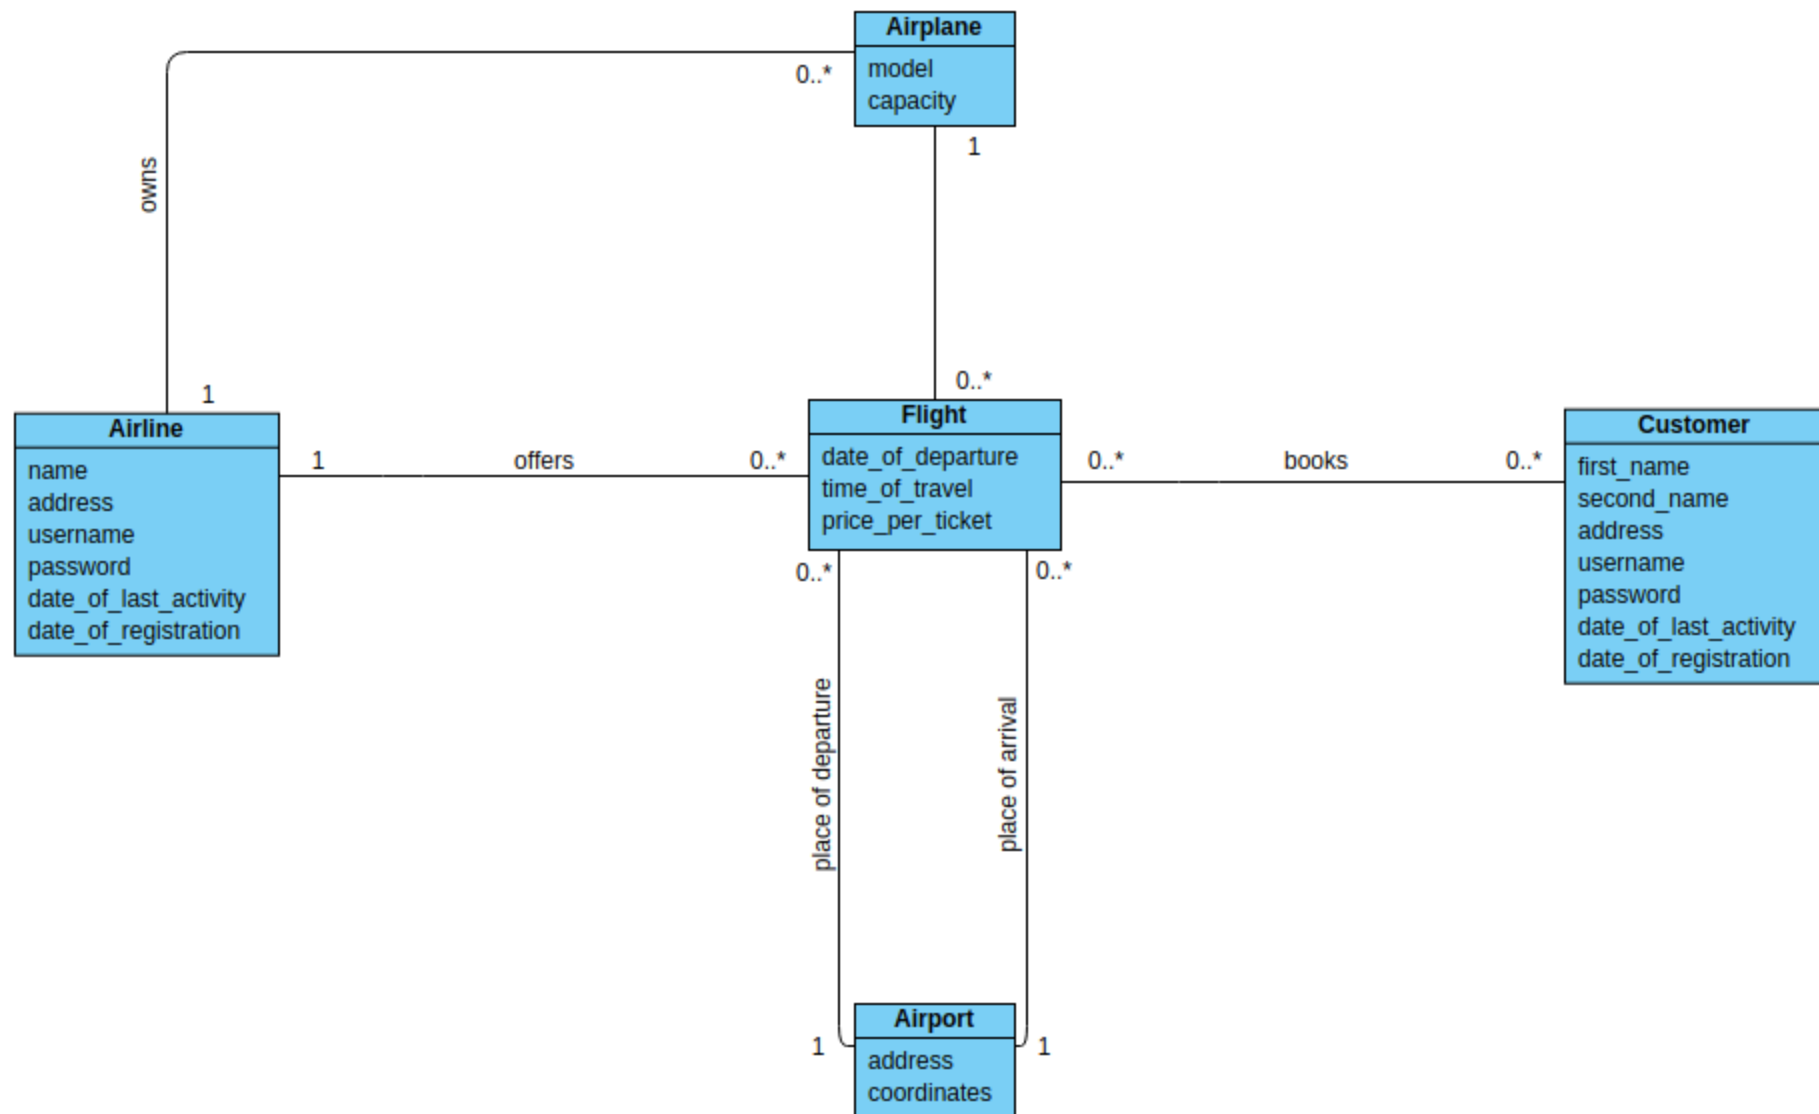 Airplane
model
capacity
0..*
1
owns
1
0..*
Airline
name
address
username
password
date_of_last_activity
date_of_registration
1
offers
0..*
Flight
date_of_departure
time_of_travel
price_per_ticket
0..*
books
0..*
Customer
first_name
second_name
address
username
password
date_of_last_activity
date_of_registration
0..*
0..*
place of departure
place of arrival
1
1
Airport
address
coordinates